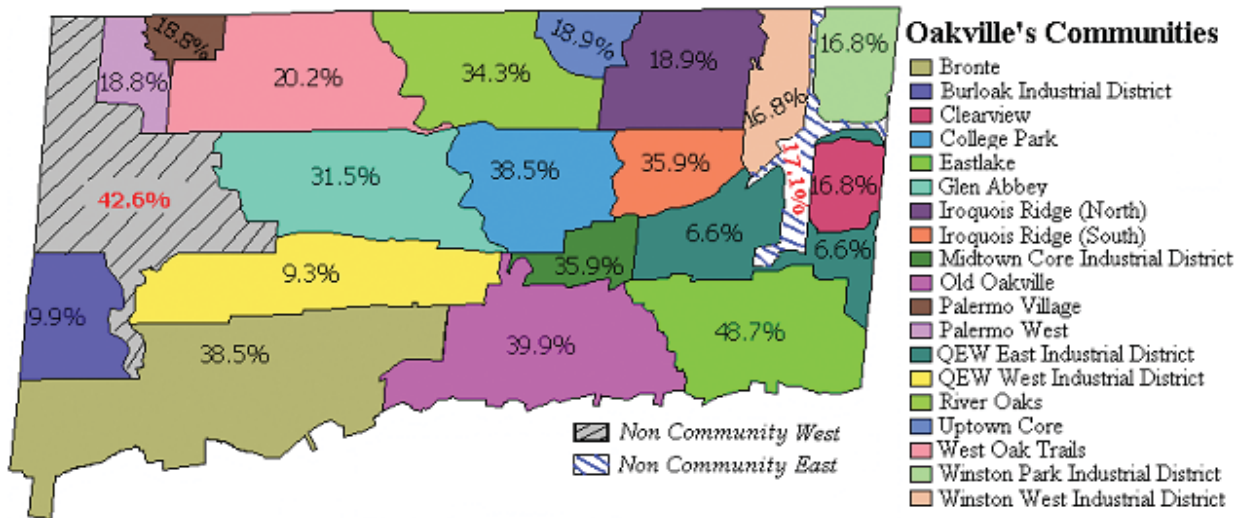 18.8%
18.9%
16.8%
18.8%
20.2%
34.3%
18.9%
16.8%
42.6%
31.5%
38.5%
35.9%
17.1%
16.8%
6.6%
6.6%
9.3%
35.9%
9.9%
38.5%
39.9%
48.7%
Non Community West
Non Community East
Oakville's Communities
Bronte
Burloak Industrial District
Clearview
College Park
Eastlake
Glen Abbey
Iroquois Ridge (North)
Iroquois Ridge (South)
Midtown Core Industrial District
Old Oakville
Palermo Village
Palermo West
QEW East Industrial District
QEW West Industrial District
River Oaks
Uptown Core
West Oak Trails
Winston Park Industrial District
Winston West Industrial District